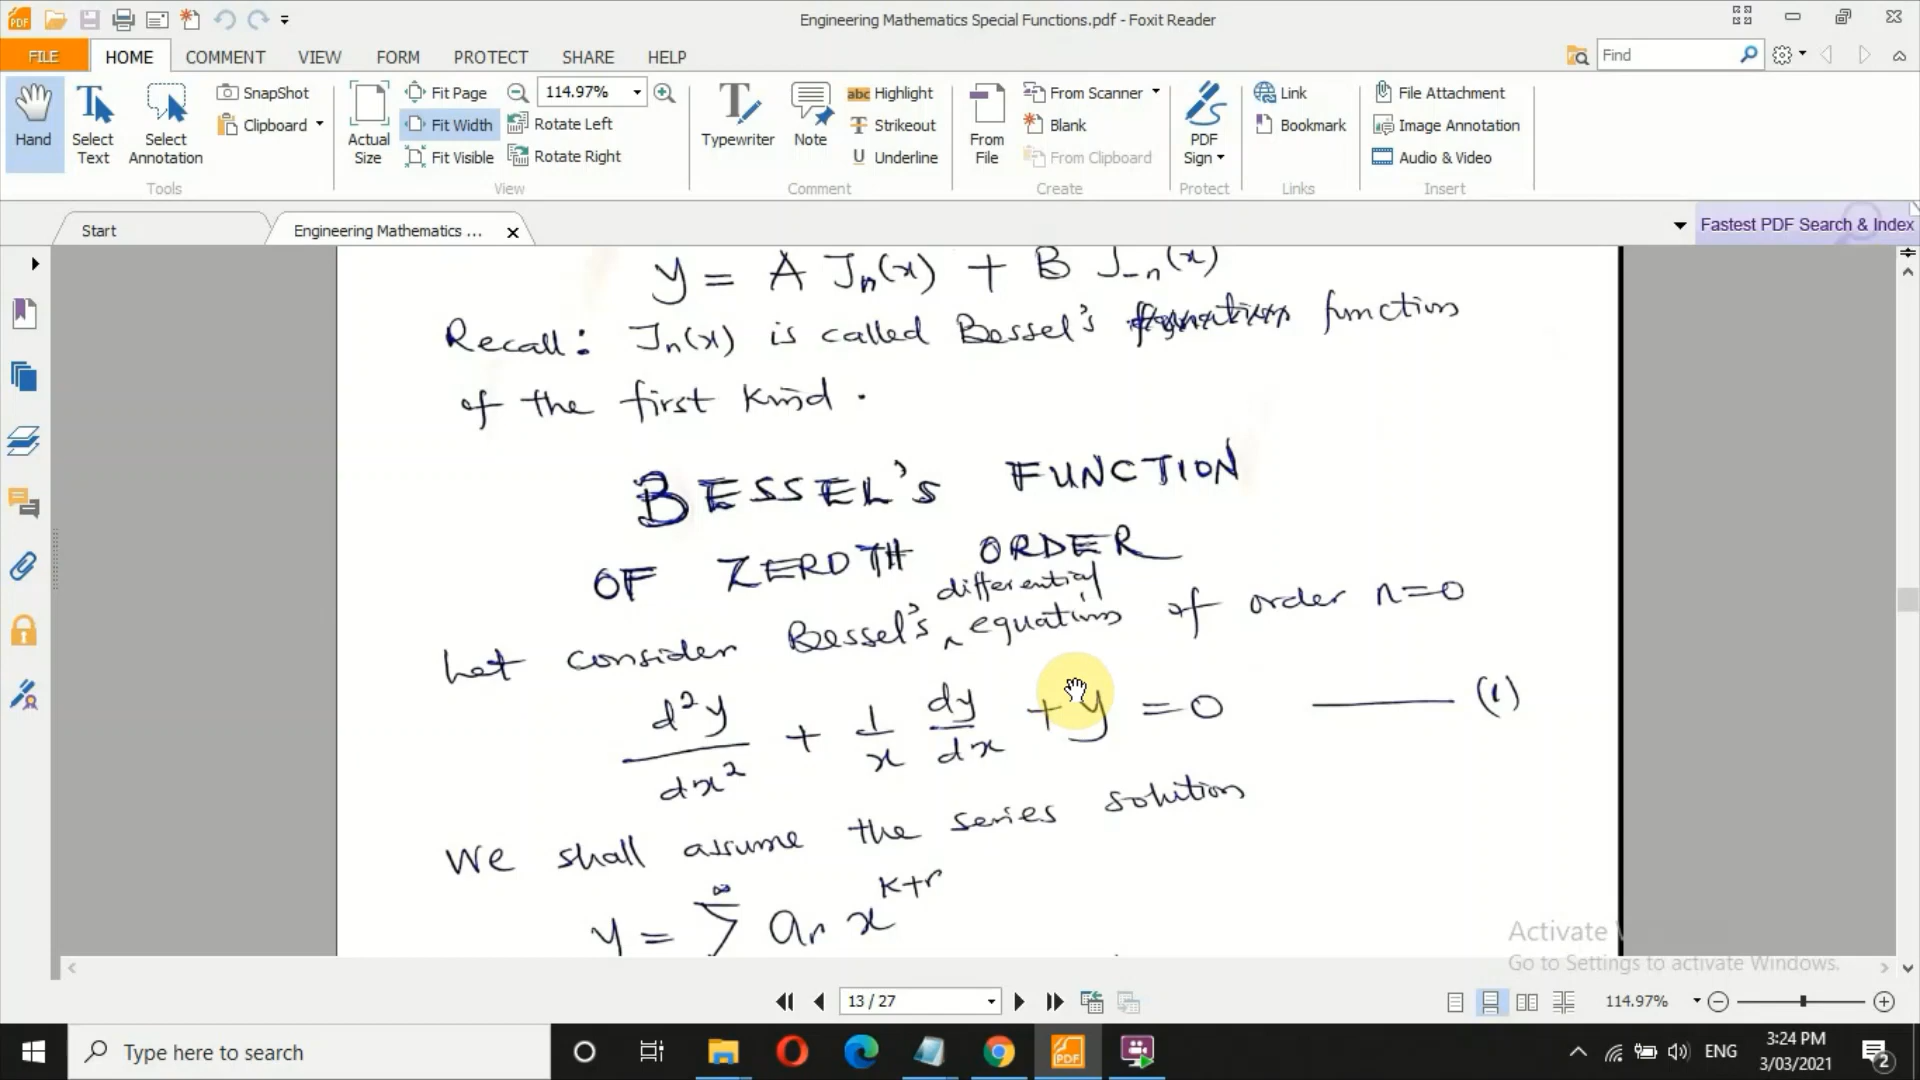 Engineering Mathematics Special Functions.pdf - Foxit Reader
FILE HOME COMMENT VIEW FORM PROTECT SHARE HELP Find
Hand Select Text Select Annotation SnapShot Clipboard Tools
Actual Size Fit Page Fit Width Fit Visible 114.97% Rotate Left Rotate Right View
Typewriter Note Highlight Strikeout Underline Comment
From File From Scanner Blank From Clipboard Create
PDF Sign Protect
Link Bookmark Links
File Attachment Image Annotation Audio & Video Insert
Start Engineering Mathematics ... Fastest PDF Search & Index
y = A Jn(x) + B J-n(x)
Recall: Jn(x) is called Bessel's function
of the first kind.
BESSEL'S FUNCTION
OF ZEROTH ORDER
differential
Let consider Bessel's ^ equation of order n=0
d²y/dx² + 1/x dy/dx + y = 0 ——— (1)
We shall assume the series solution
y = ∑ ∞ ar x^k+r
Activate
Go to Settings to activate Windows.
13 / 27 114.97%
Type here to search ENG 3:24 PM
3/03/2021 2